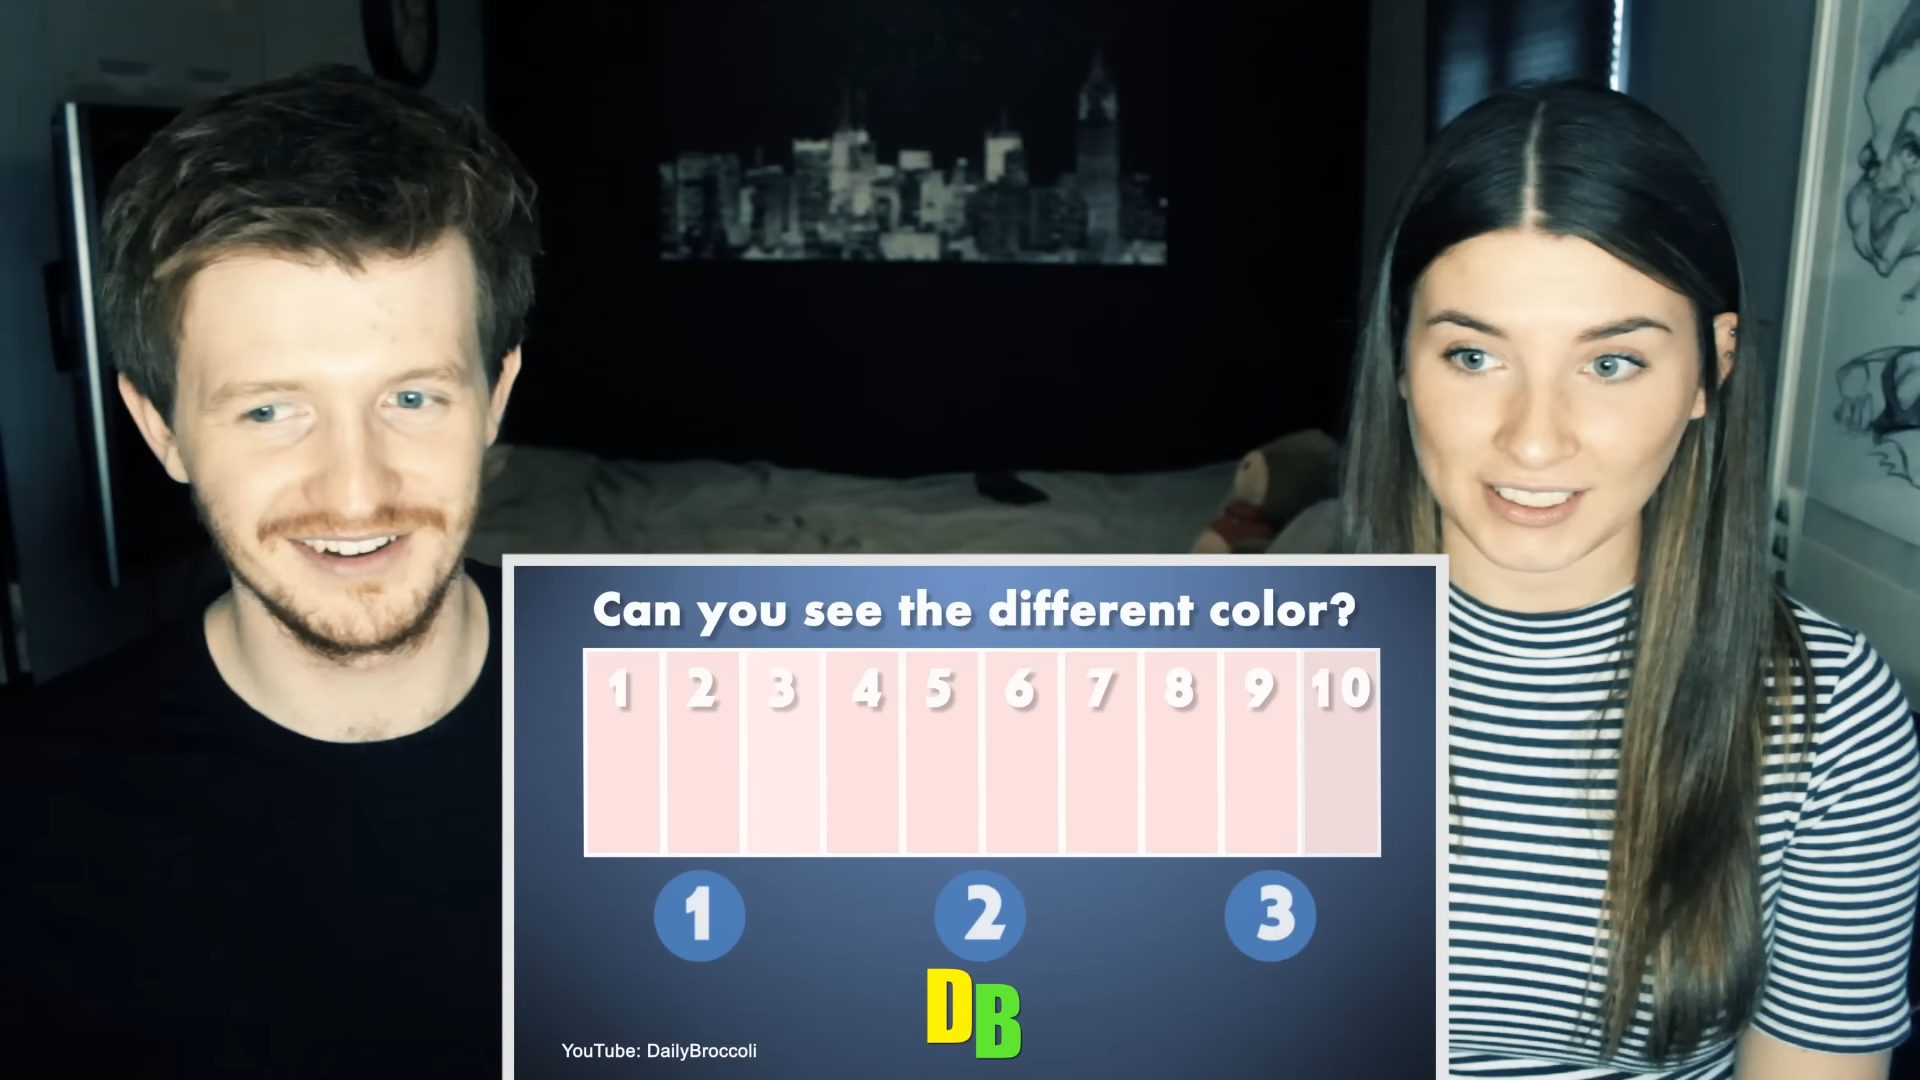 Can you see the different color?
1 2 3 4 5 6 7 8 9 10
1 2 3
DB
YouTube: DailyBroccoli